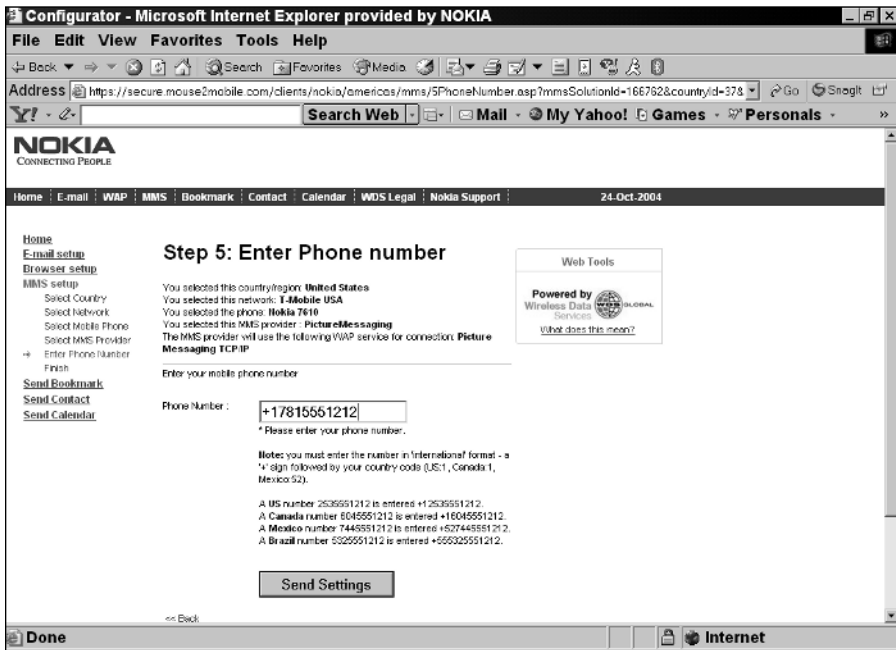 Configurator - Microsoft Internet Explorer provided by NOKIA
File Edit View Favorites Tools Help
Back Search Favorites Media
Address https://secure.mouse2mobile.com/clients/nokia/americas/mms/5PhoneNumber.asp?mmsSolutionId=166762&countryId=378 Go SnagIt
Y! Search Web Mail My Yahoo! Games Personals »
NOKIA
CONNECTING PEOPLE
Home E-mail WAP MMS Bookmark Contact Calendar WDS Legal Nokia Support 24-Oct-2004
Home
E-mail setup
Browser setup
MMS setup
Select Country
Select Network
Select Mobile Phone
Select MMS Provider
Enter Phone Number
Finish
Send Bookmark
Send Contact
Send Calendar
Step 5: Enter Phone number
You selected this country/region: United States
You selected this network: T-Mobile USA
You selected the phone: Nokia 7610
You selected this MMS provider : PictureMessaging
The MMS provider will use the following WAP service for connection: Picture
Messaging TCP/IP
Enter your mobile phone number
Phone Number :
+17815551212
* Please enter your phone number.
Note: you must enter the number in 'international' format - a
'+' sign followed by your country code (US:1, Canada:1,
Mexico:52).
A US number 2535551212 is entered +12535551212.
A Canada number 6045551212 is entered +16045551212.
A Mexico number 7445551212 is entered +527445551212.
A Brazil number 5325551212 is entered +555325551212.
Send Settings
<< Back
Web Tools
Powered by
Wireless Data
Services
WDS GLOBAL
What does this mean?
Done Internet